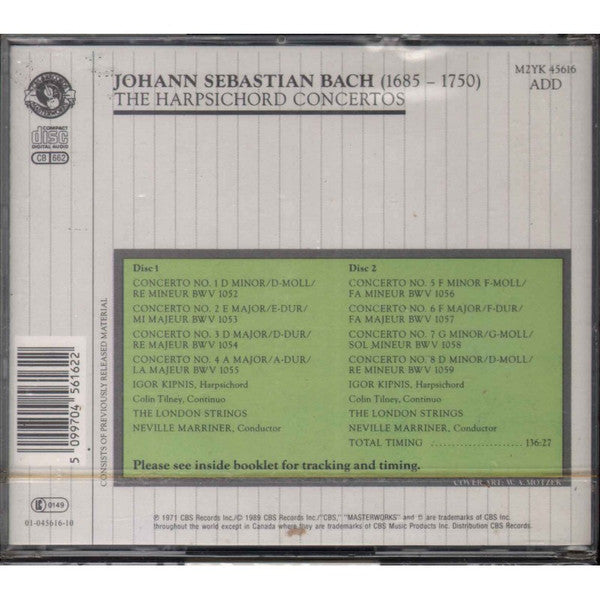 JOHANN SEBASTIAN BACH (1685 – 1750)
THE HARPSICHORD CONCERTOS
M2YK 45616
ADD
COMPACT
disc
DIGITAL AUDIO
CB 662
Disc 1
CONCERTO NO. 1 D MINOR/D-MOLL/
RE MINEUR BWV 1052
CONCERTO NO. 2 E MAJOR/E-DUR/
MI MAJEUR BWV 1053
CONCERTO NO. 3 D MAJOR/D-DUR/
RE MAJEUR BWV 1054
CONCERTO NO. 4 A MAJOR/A-DUR/
LA MAJEUR BWV 1055
IGOR KIPNIS, Harpsichord
Colin Tilney, Continuo
THE LONDON STRINGS
NEVILLE MARRINER, Conductor
Disc 2
CONCERTO NO. 5 F MINOR F-MOLL/
FA MINEUR BWV 1056
CONCERTO NO. 6 F MAJOR/F-DUR/
FA MAJEUR BWV 1057
CONCERTO NO. 7 G MINOR/G-MOLL/
SOL MINEUR BWV 1058
CONCERTO NO. 8 D MINOR/D-MOLL/
RE MINEUR BWV 1059
IGOR KIPNIS, Harpsichord
Colin Tilney, Continuo
THE LONDON STRINGS
NEVILLE MARRINER, Conductor
TOTAL TIMING .......................... 136:27
Please see inside booklet for tracking and timing.
COVER ART: W. A. MOTZEK
CONSISTS OF PREVIOUSLY RELEASED MATERIAL
5 099704 561622
LC 0149
01-045616-10
℗ 1971 CBS Records Inc./© 1989 CBS Records Inc./"CBS," "MASTERWORKS" and are trademarks of CBS Inc.
throughout the world except in Canada where they are trademarks of CBS Music Products Inc. Distribution CBS Records.